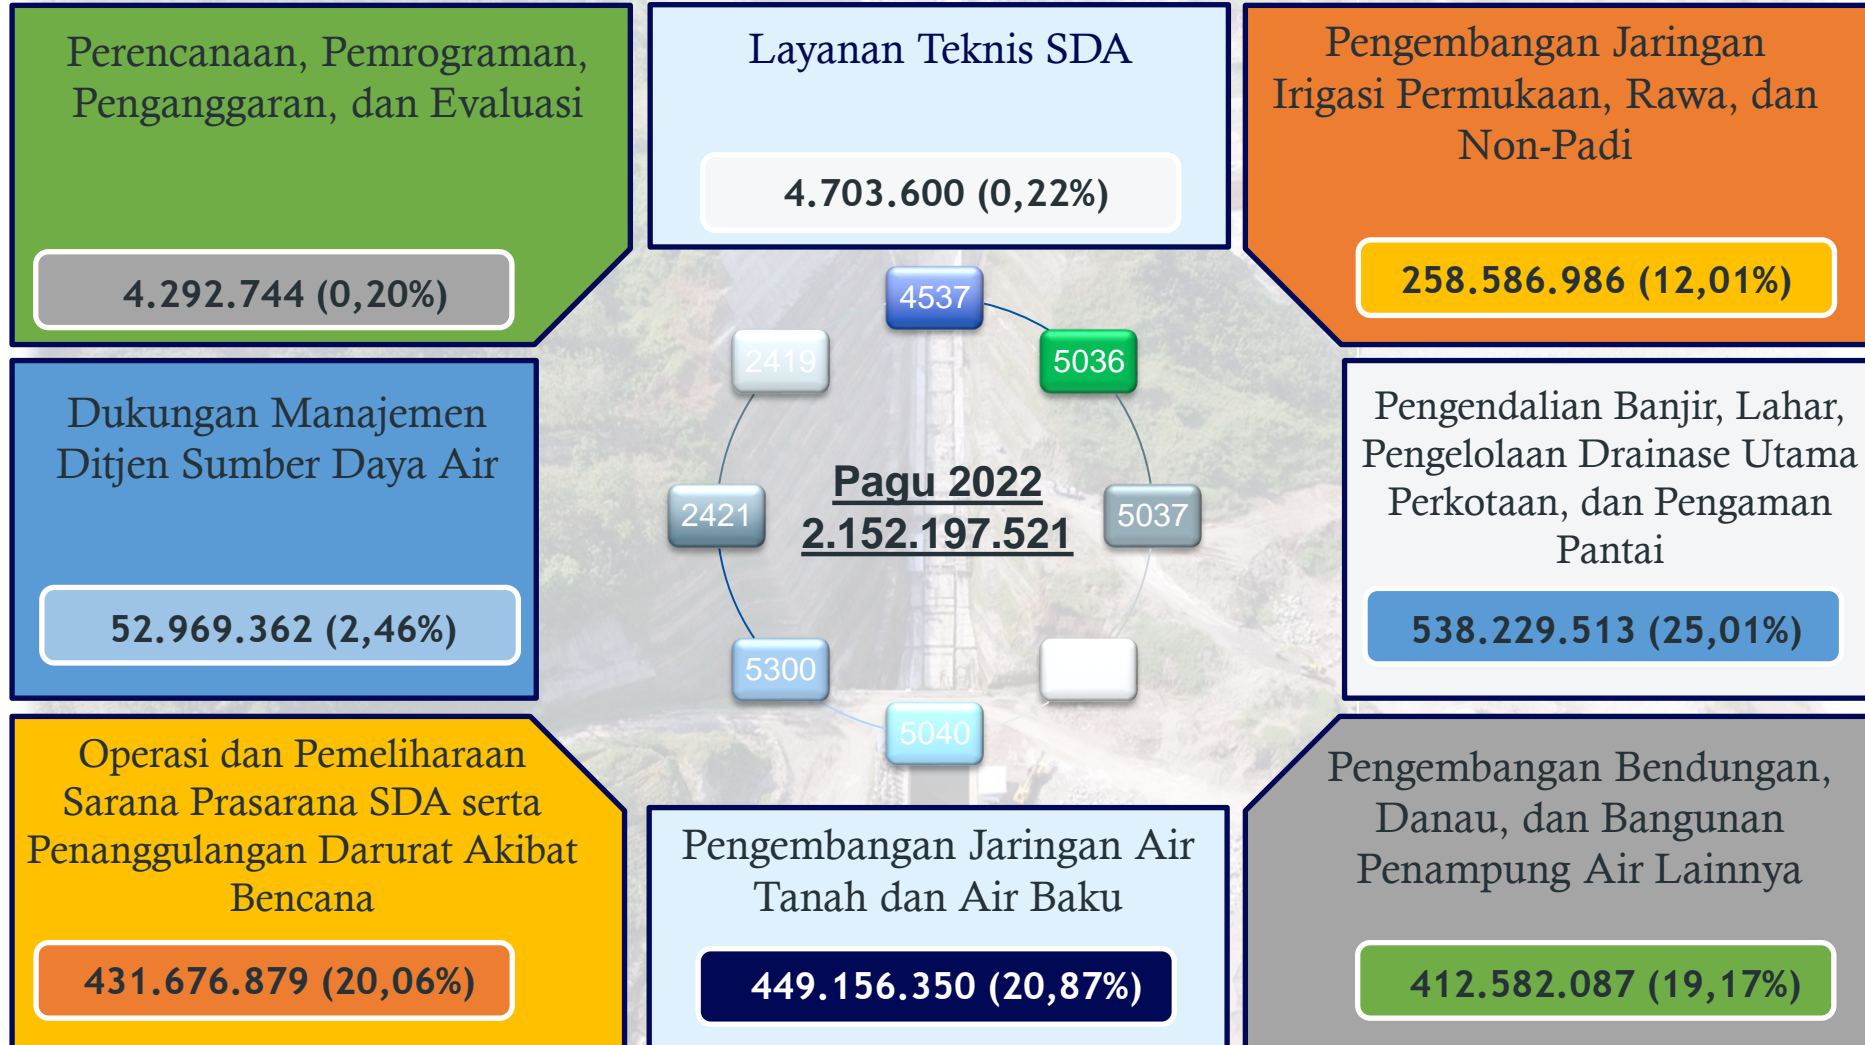 Perencanaan, Pemrograman,
Penganggaran, dan Evaluasi
4.292.744 (0,20%)
Layanan Teknis SDA
4.703.600 (0,22%)
Pengembangan Jaringan
Irigasi Permukaan, Rawa, dan
Non-Padi
258.586.986 (12,01%)
Dukungan Manajemen
Ditjen Sumber Daya Air
52.969.362 (2,46%)
4537
2419
5036
2421
Pagu 2022
2.152.197.521
5037
5300
5040
Pengendalian Banjir, Lahar,
Pengelolaan Drainase Utama
Perkotaan, dan Pengaman
Pantai
538.229.513 (25,01%)
Operasi dan Pemeliharaan
Sarana Prasarana SDA serta
Penanggulangan Darurat Akibat
Bencana
431.676.879 (20,06%)
Pengembangan Jaringan Air
Tanah dan Air Baku
449.156.350 (20,87%)
Pengembangan Bendungan,
Danau, dan Bangunan
Penampung Air Lainnya
412.582.087 (19,17%)